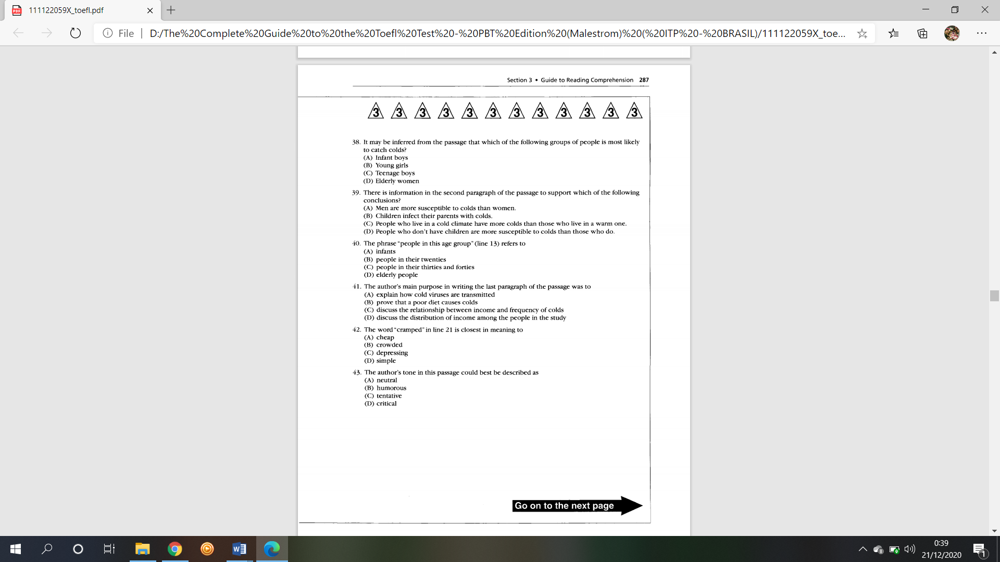 111122059X_toefl.pdf
File
D:/The%20Complete%20Guide%20to%20the%20Toefl%20Test%20-%20PBT%20Edition%20(Malestrom)%20(%20ITP%20-%20BRASIL)/111122059X_toe...
Section 3 • Guide to Reading Comprehension 287
3 3 3 3 3 3 3 3 3 3 3 3
38. It may be inferred from the passage that which of the following groups of people is most likely
to catch colds?
(A) Infant boys
(B) Young girls
(C) Teenage boys
(D) Elderly women
39. There is information in the second paragraph of the passage to support which of the following
conclusions?
(A) Men are more susceptible to colds than women.
(B) Children infect their parents with colds.
(C) People who live in a cold climate have more colds than those who live in a warm one.
(D) People who don't have children are more susceptible to colds than those who do.
40. The phrase "people in this age group" (line 13) refers to
(A) infants
(B) people in their twenties
(C) people in their thirties and forties
(D) elderly people
41. The author's main purpose in writing the last paragraph of the passage was to
(A) explain how cold viruses are transmitted
(B) prove that a poor diet causes colds
(C) discuss the relationship between income and frequency of colds
(D) discuss the distribution of income among the people in the study
42. The word "cramped" in line 21 is closest in meaning to
(A) cheap
(B) crowded
(C) depressing
(D) simple
43. The author's tone in this passage could best be described as
(A) neutral
(B) humorous
(C) tentative
(D) critical
Go on to the next page
0:39
21/12/2020
1